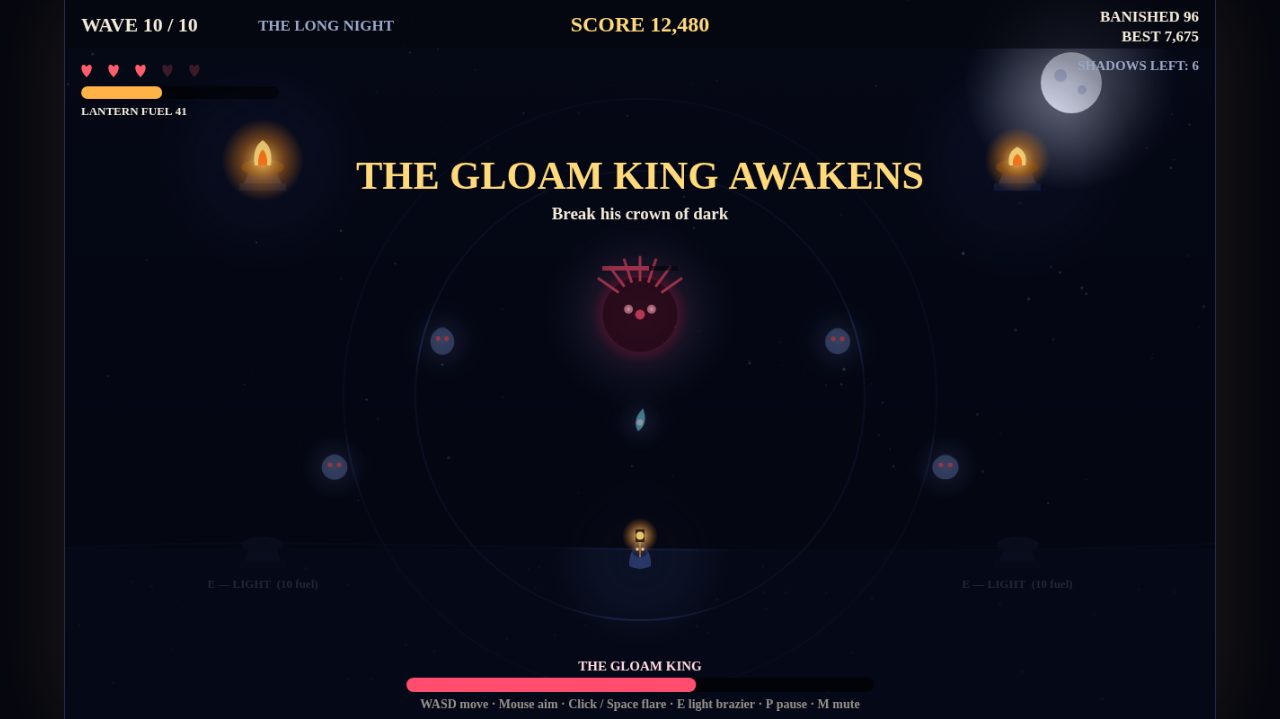 WAVE 10 / 10
THE LONG NIGHT
SCORE 12,480
BANISHED 96
BEST 7,675
SHADOWS LEFT: 6
LANTERN FUEL 41
THE GLOAM KING AWAKENS
Break his crown of dark
E — LIGHT (10 fuel)
E — LIGHT (10 fuel)
THE GLOAM KING
WASD move · Mouse aim · Click / Space flare · E light brazier · P pause · M mute